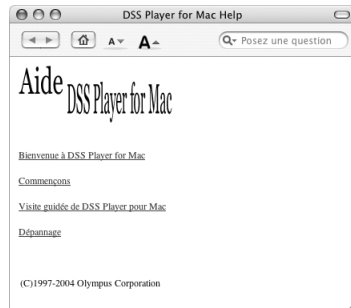 DSS Player for Mac Help
A A
Posez une question
Aide DSS Player for Mac
Bienvenue à DSS Player for Mac
Commençons
Visite guidée de DSS Player pour Mac
Dépannage
(C)1997-2004 Olympus Corporation